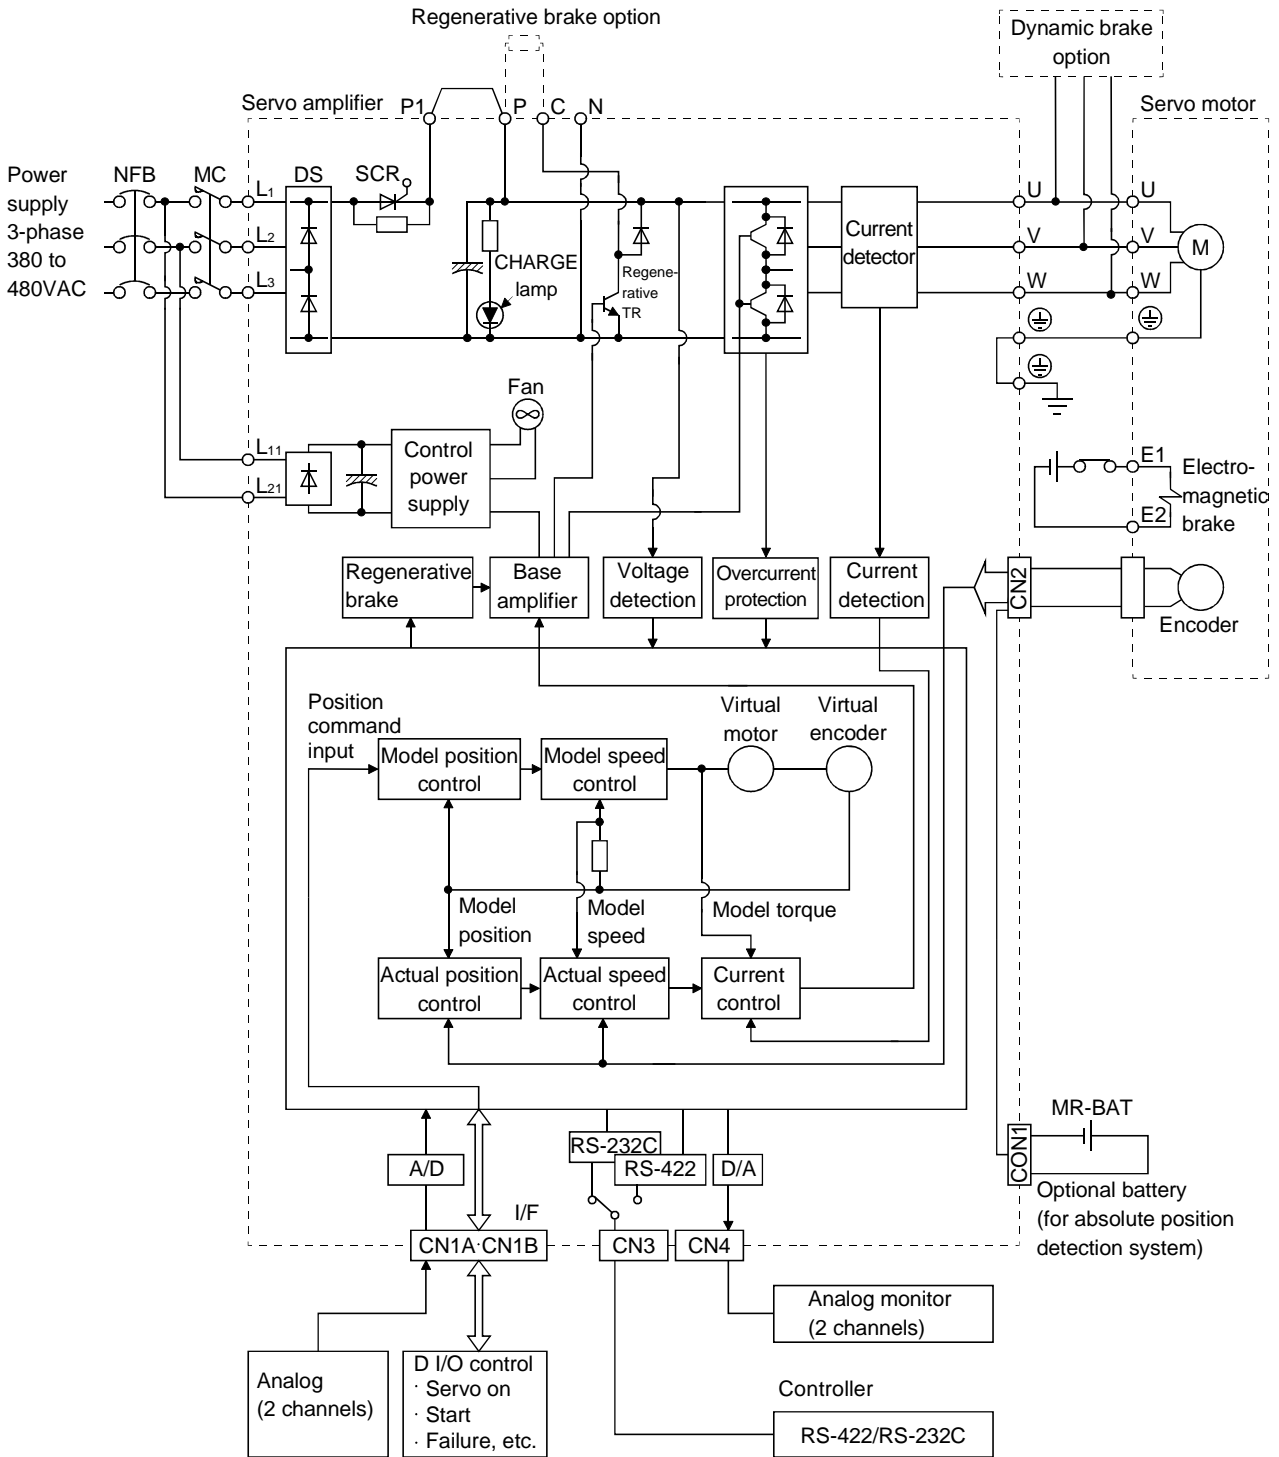 Regenerative brake option
Dynamic brake
option
Servo amplifier
P1
P
C
N
Servo motor
Power
supply
3-phase
380 to
480VAC
NFB
MC
DS
SCR
L1
L2
L3
CHARGE
lamp
Regene-
rative
TR
Current
detector
U
V
W
U
V
W
M
Fan
L11
L21
Control
power
supply
E1
E2
Electro-
magnetic
brake
Regenerative
brake
Base
amplifier
Voltage
detection
Overcurrent
protection
Current
detection
CN2
Encoder
Position
command
input
Virtual
motor
Virtual
encoder
Model position
control
Model speed
control
Model
position
Model
speed
Model torque
Actual position
control
Actual speed
control
Current
control
RS-232C
A/D
RS-422
D/A
I/F
CN1A·CN1B
CN3
CN4
MR-BAT
CON1
Optional battery
(for absolute position
detection system)
Analog monitor
(2 channels)
Analog
(2 channels)
D I/O control
· Servo on
· Start
· Failure, etc.
Controller
RS-422/RS-232C